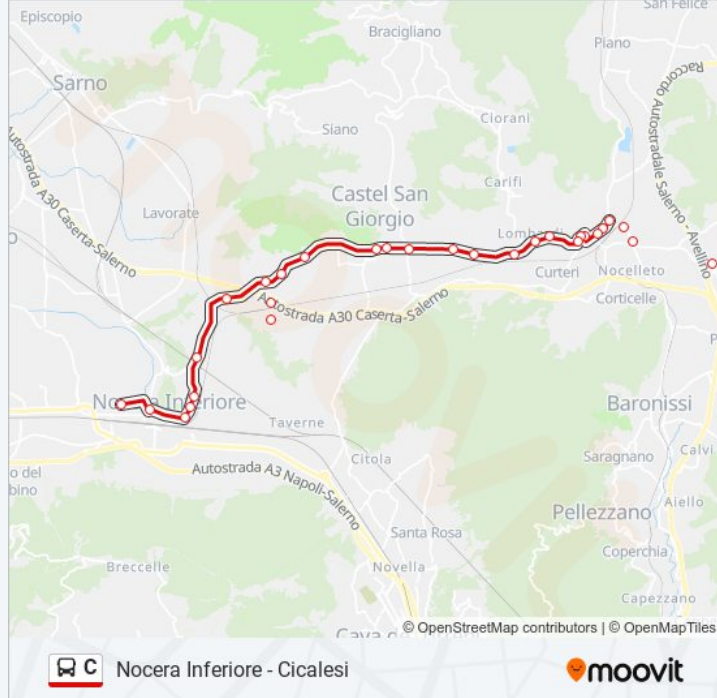 San Felice
Episcopio
Bracigliano
Piano
Sarno
Raccordo Autostradale Salerno - Avellino
Ciorani
Siano
Autostrada A30 Caserta-Salerno
Carifi
Castel San
Giorgio
Lavorate
Lombardi
Curteri
Nocelleto
Autostrada A30 Caserta-Salerno
Corticelle
Nocera Inferiore
Baronissi
Taverne
Calvi
Citola
Saragnano
Autostrada A3 Napoli-Salerno
Aiello
Pellezzano
Santa Rosa
Coperchia
Breccelle
Novella
Capezzano
© OpenStreetMap contributors | © OpenMapTiles
C
Nocera Inferiore - Cicalesi
moovit